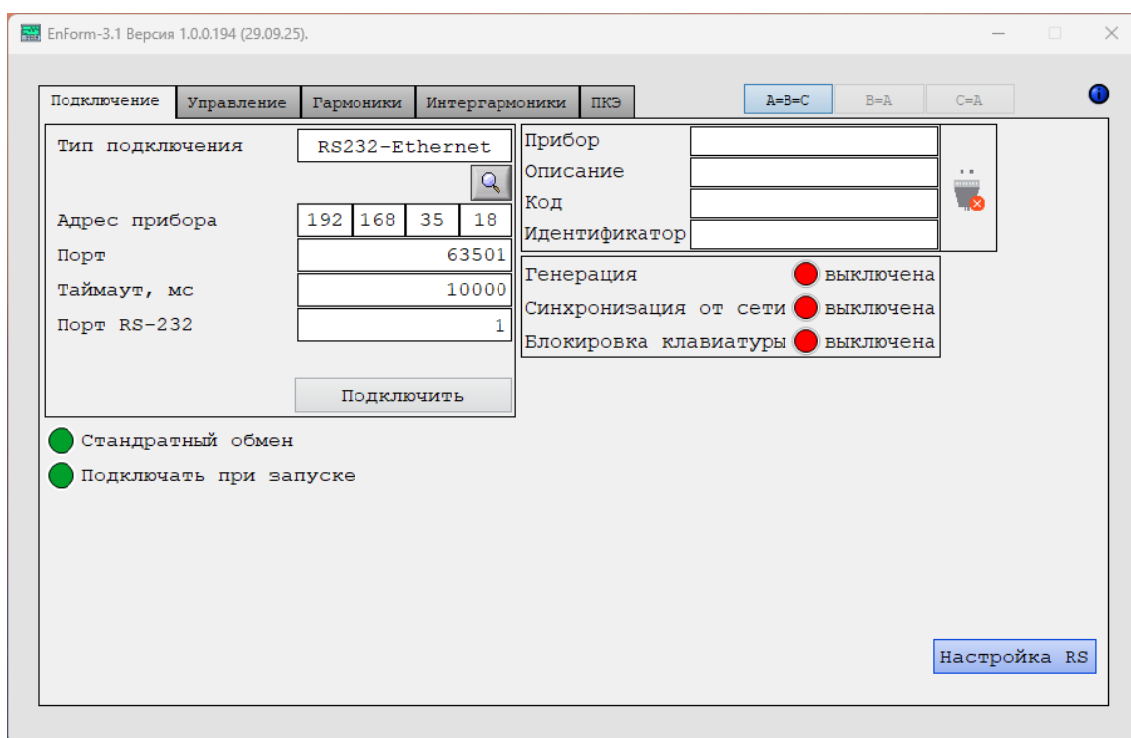 EnForm-3.1 Версия 1.0.0.194 (29.09.25).
Подключение Управление Гармоники Интергармоники ПКЭ A=B=C B=A C=A
Тип подключения RS232-Ethernet
Адрес прибора 192 168 35 18
Порт 63501
Таймаут, мс 10000
Порт RS-232 1
Подключить
Стандратный обмен
Подключать при запуске
Прибор
Описание
Код
Идентификатор
Генерация выключена
Синхронизация от сети выключена
Блокировка клавиатуры выключена
Настройка RS